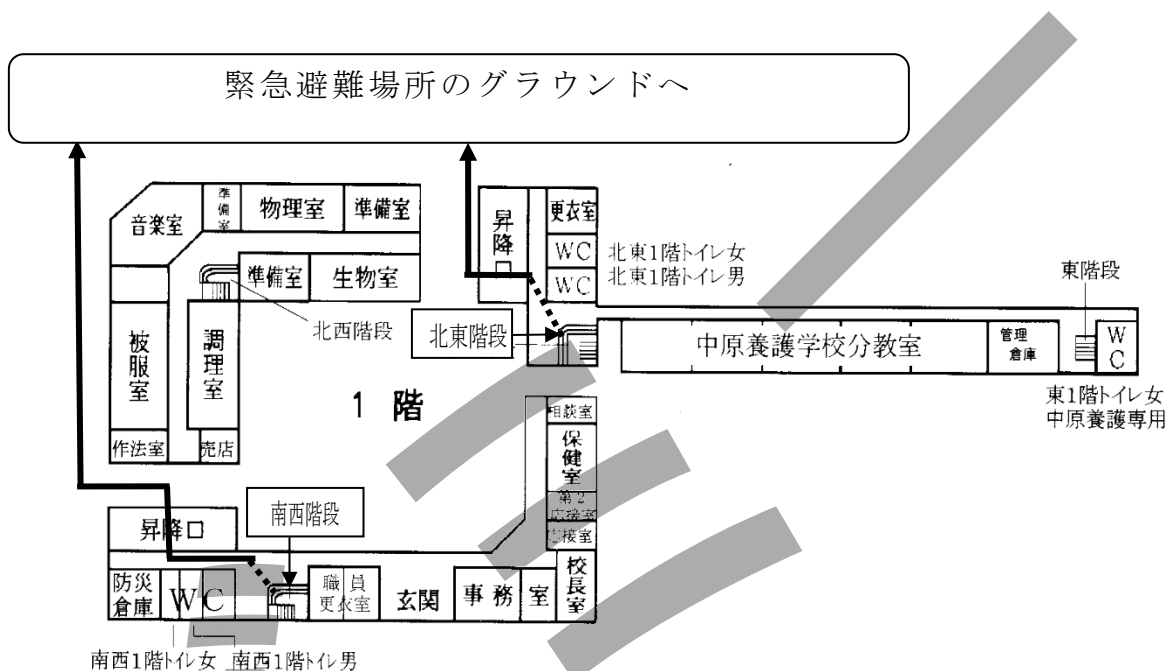 緊急避難場所のグラウンドへ
音楽室
準備室
物理室
準備室
昇降口
更衣室
WC
北東1階トイレ女
WC
北東1階トイレ男
準備室
生物室
東階段
北西階段
北東階段
中原養護学校分教室
管理倉庫
WC
被服室
調理室
1 階
東1階トイレ女
中原養護専用
相談室
作法室
売店
保健室
第2応接室
応接室
南西階段
昇降口
防災倉庫
WC
職員更衣室
玄関
事務室
校長室
南西1階トイレ女
南西1階トイレ男